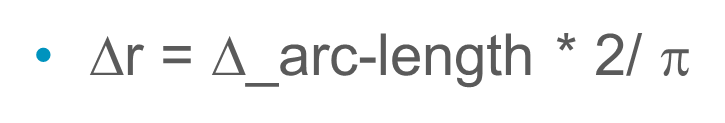 • Δr = Δ_arc-length * 2/ π